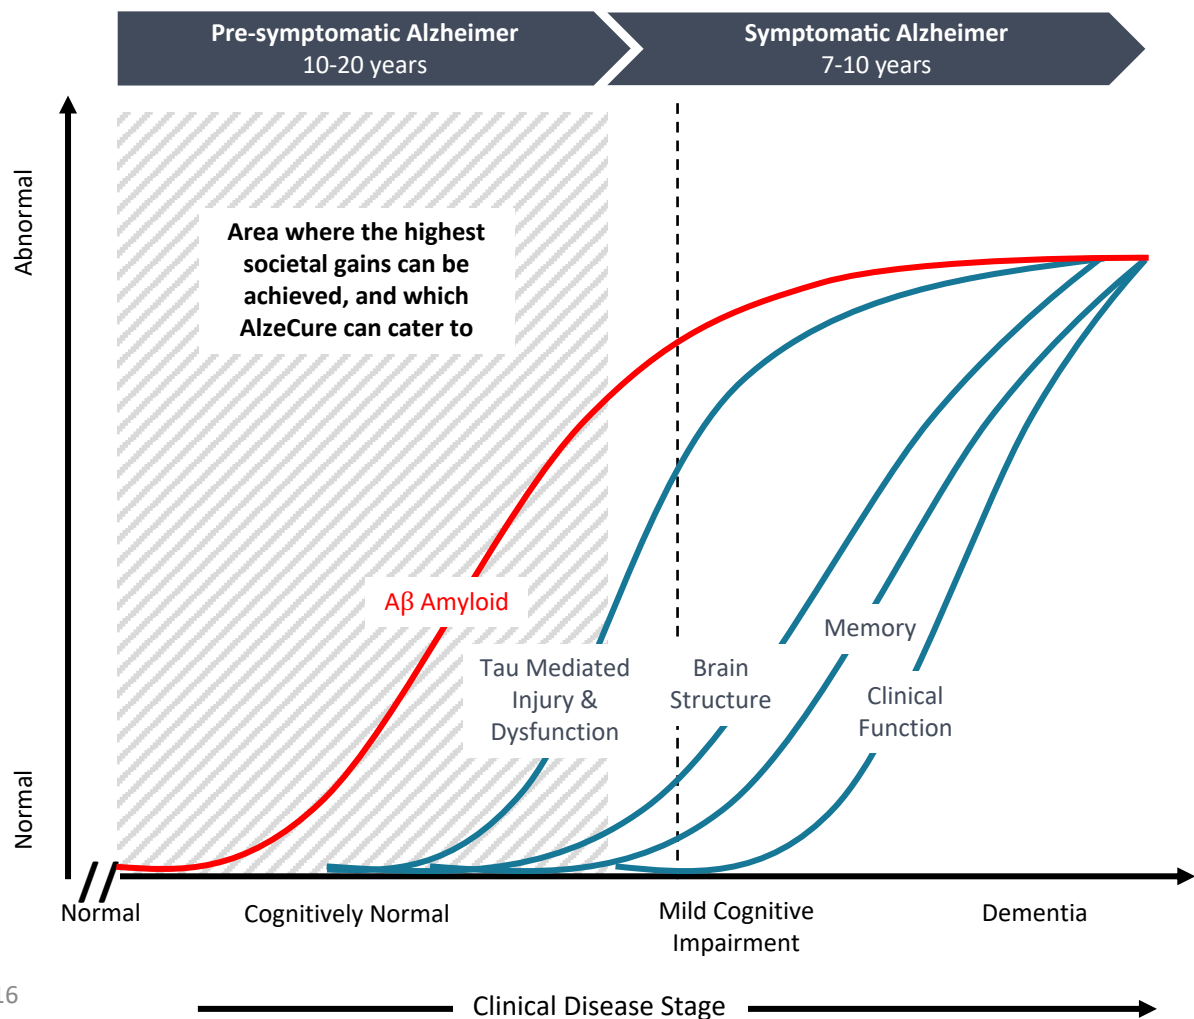 Pre-symptomatic Alzheimer
10-20 years
Symptomatic Alzheimer
7-10 years
Abnormal
Normal
Area where the highest
societal gains can be
achieved, and which
AlzeCure can cater to
Aβ Amyloid
Tau Mediated
Injury &
Dysfunction
Brain
Structure
Memory
Clinical
Function
Normal
Cognitively Normal
Mild Cognitive
Impairment
Dementia
16
Clinical Disease Stage